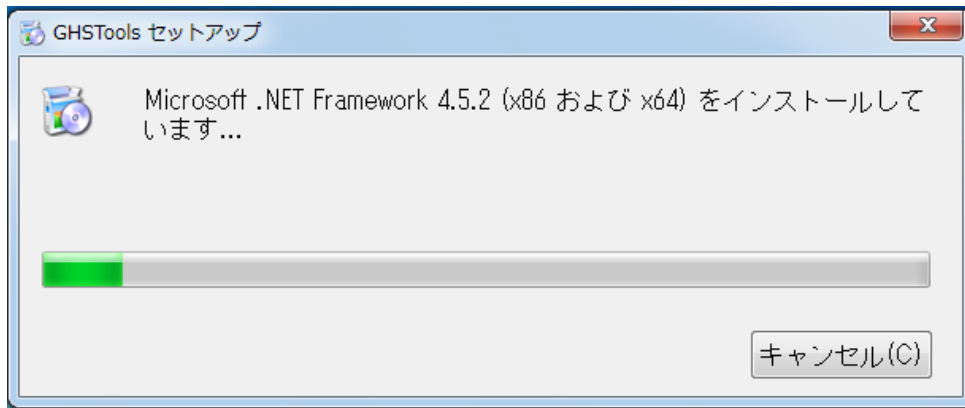 GHSTools セットアップ
Microsoft .NET Framework 4.5.2 (x86 および x64) をインストールして
います...
キャンセル(C)